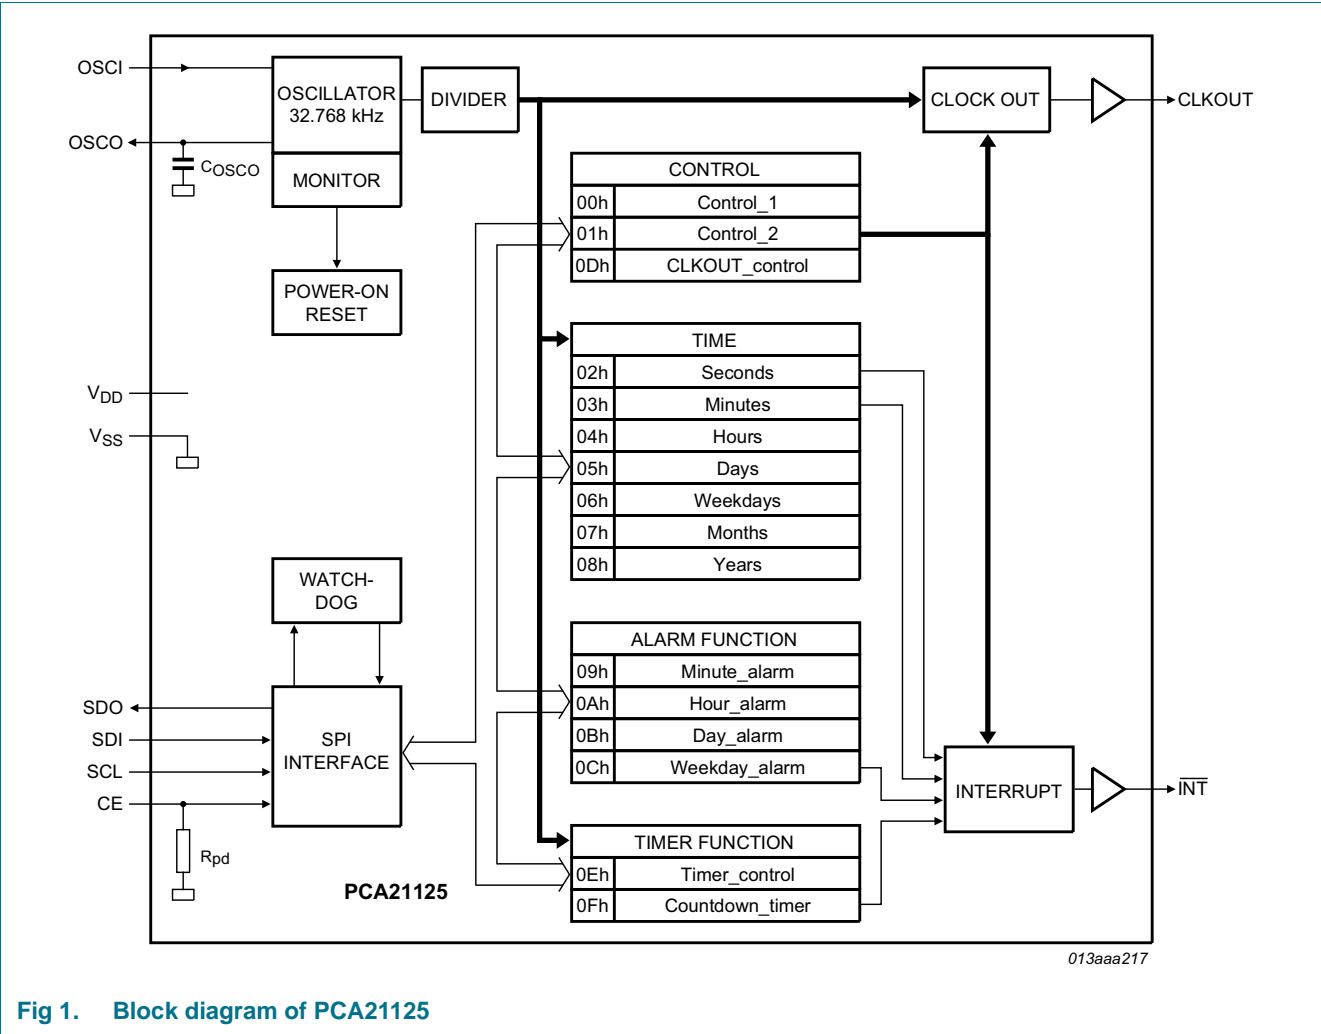 OSCI
OSCO
COSCO
OSCILLATOR
32.768 kHz
MONITOR
DIVIDER
CLOCK OUT
CLKOUT
POWER-ON
RESET
CONTROL
00h Control_1
01h Control_2
0Dh CLKOUT_control
VDD
VSS
TIME
02h Seconds
03h Minutes
04h Hours
05h Days
06h Weekdays
07h Months
08h Years
WATCH-
DOG
ALARM FUNCTION
09h Minute_alarm
0Ah Hour_alarm
0Bh Day_alarm
0Ch Weekday_alarm
SDO
SDI
SCL
CE
Rpd
SPI
INTERFACE
INTERRUPT
INT
TIMER FUNCTION
0Eh Timer_control
0Fh Countdown_timer
PCA21125
013aaa217
Fig 1. Block diagram of PCA21125